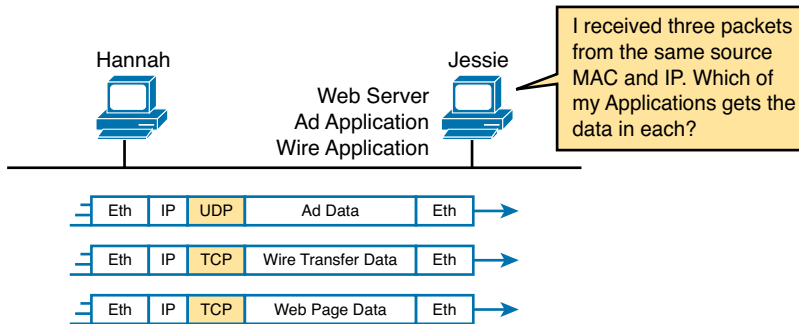 Hannah
Jessie
Web Server
Ad Application
Wire Application
I received three packets
from the same source
MAC and IP. Which of
my Applications gets the
data in each?
Eth IP UDP Ad Data Eth
Eth IP TCP Wire Transfer Data Eth
Eth IP TCP Web Page Data Eth